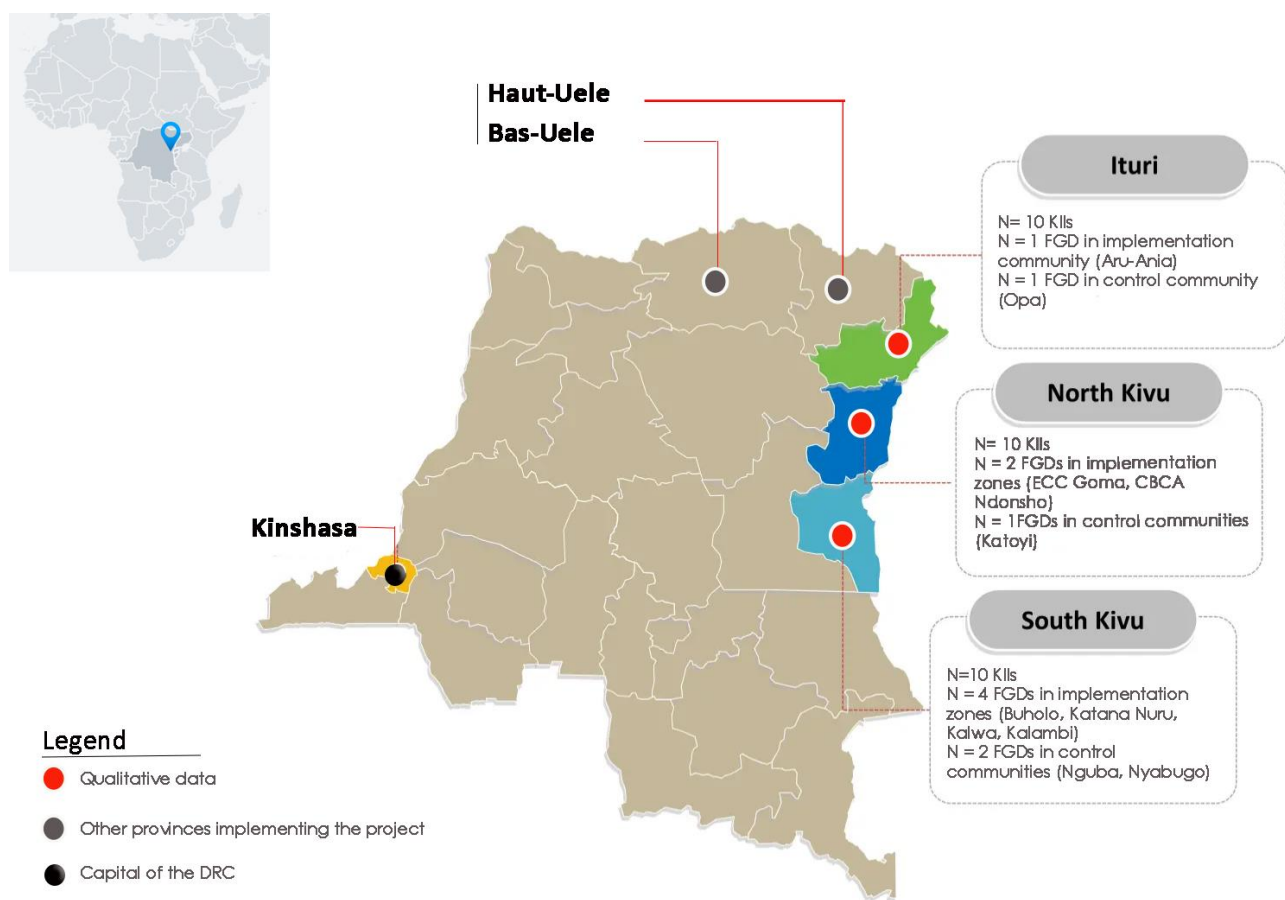 Haut-Uele
Bas-Uele
Ituri
N= 10 KIIs
N = 1 FGD in implementation
community (Aru-Ania)
N = 1 FGD in control community
(Opa)
North Kivu
N= 10 KIIs
N = 2 FGDs in implementation
zones (ECC Goma, CBCA
Ndonsho)
N = 1FGDs in control communities
(Katoyi)
Kinshasa
South Kivu
N=10 KIIs
N = 4 FGDs in implementation
zones (Buholo, Katana Nuru,
Kalwa, Kalambi)
N = 2 FGDs in control
communities (Nguba, Nyabugo)
Legend
Qualitative data
Other provinces implementing the project
Capital of the DRC